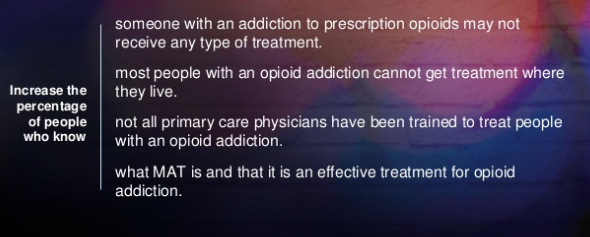 Increase the
percentage
of people
who know
someone with an addiction to prescription opioids may not
receive any type of treatment.
most people with an opioid addiction cannot get treatment where
they live.
not all primary care physicians have been trained to treat people
with an opioid addiction.
what MAT is and that it is an effective treatment for opioid
addiction.